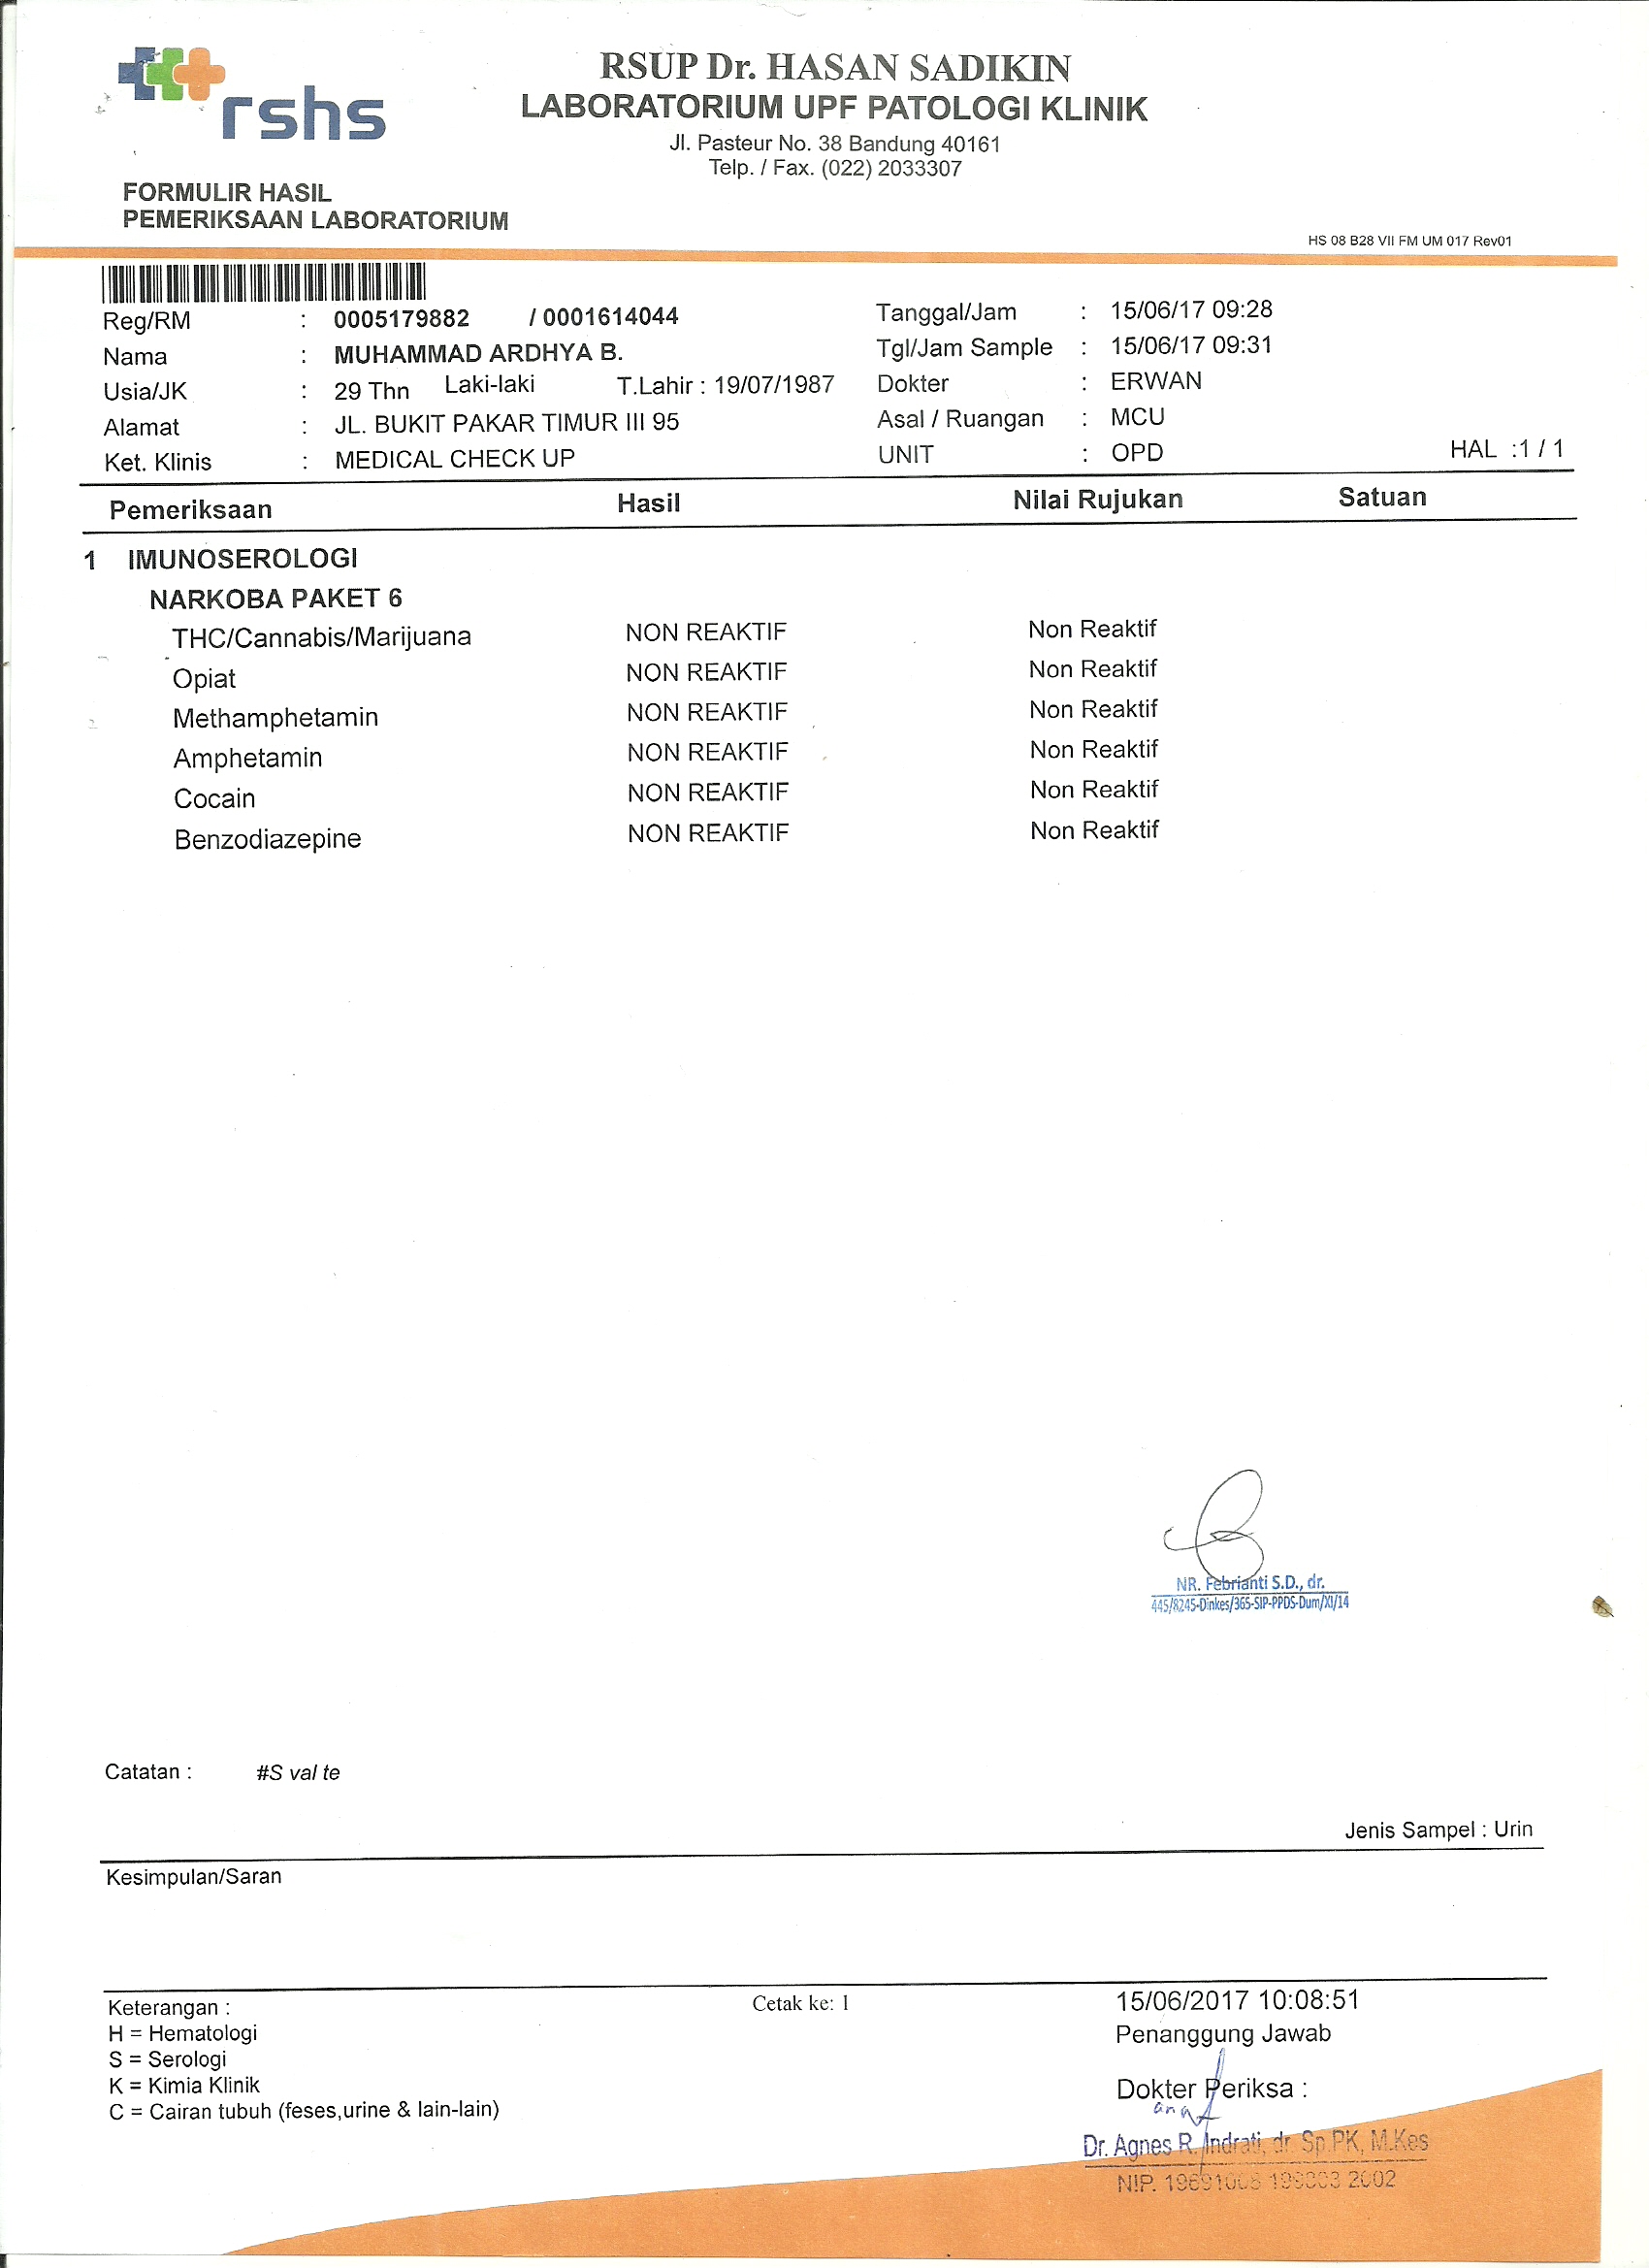 rshs
RSUP Dr. HASAN SADIKIN
LABORATORIUM UPF PATOLOGI KLINIK
Jl. Pasteur No. 38 Bandung 40161
Telp. / Fax. (022) 2033307
FORMULIR HASIL
PEMERIKSAAN LABORATORIUM
HS 08 B28 VII FM UM 017 Rev01
Reg/RM : 0005179882 / 0001614044 Tanggal/Jam : 15/06/17 09:28
Nama : MUHAMMAD ARDHYA B. Tgl/Jam Sample : 15/06/17 09:31
Usia/JK : 29 Thn Laki-laki T.Lahir : 19/07/1987 Dokter : ERWAN
Alamat : JL. BUKIT PAKAR TIMUR III 95 Asal / Ruangan : MCU
Ket. Klinis : MEDICAL CHECK UP UNIT : OPD HAL :1 / 1
Pemeriksaan Hasil Nilai Rujukan Satuan
1 IMUNOSEROLOGI
NARKOBA PAKET 6
THC/Cannabis/Marijuana NON REAKTIF Non Reaktif
Opiat NON REAKTIF Non Reaktif
Methamphetamin NON REAKTIF Non Reaktif
Amphetamin NON REAKTIF Non Reaktif
Cocain NON REAKTIF Non Reaktif
Benzodiazepine NON REAKTIF Non Reaktif
NR. Febrianti S.D., dr.
445/8245-Dinkes/365-SIP-PPDS-Dum/XI/14
Catatan : #S val te
Jenis Sampel : Urin
Kesimpulan/Saran
Keterangan : Cetak ke: 1 15/06/2017 10:08:51
H = Hematologi Penanggung Jawab
S = Serologi
K = Kimia Klinik Dokter Periksa :
C = Cairan tubuh (feses,urine & lain-lain)
Dr. Agnes R. Indrati, dr. Sp.PK, M.Kes
NIP. 2002